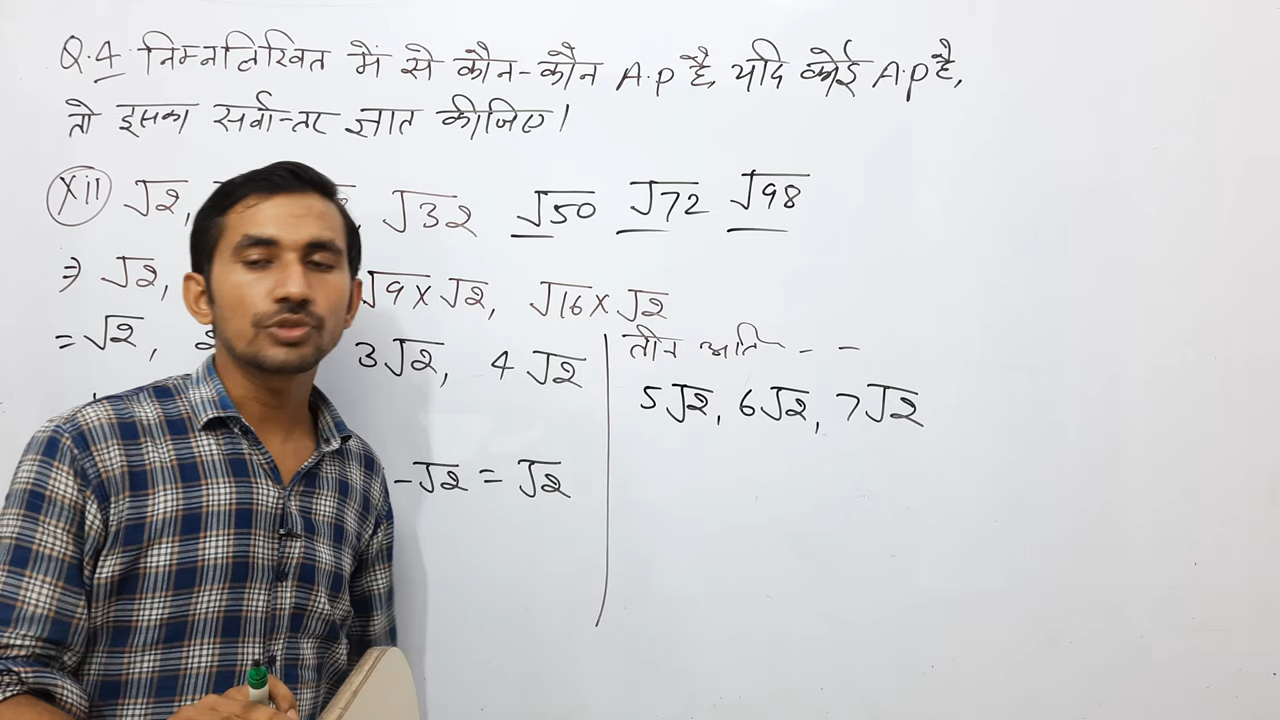 Q.4 निम्नलिखित में से कौन-कौन A.P है, यदि कोई A.P है,
तो इसका सर्वान्तर ज्ञात कीजिए।
XII √2, √32 √50 √72 √98
⇒ √2, √9 × √2, √16 × √2
= √2, 3√2, 4√2
तीन अति - -
5√2, 6√2, 7√2
-√2 = √2